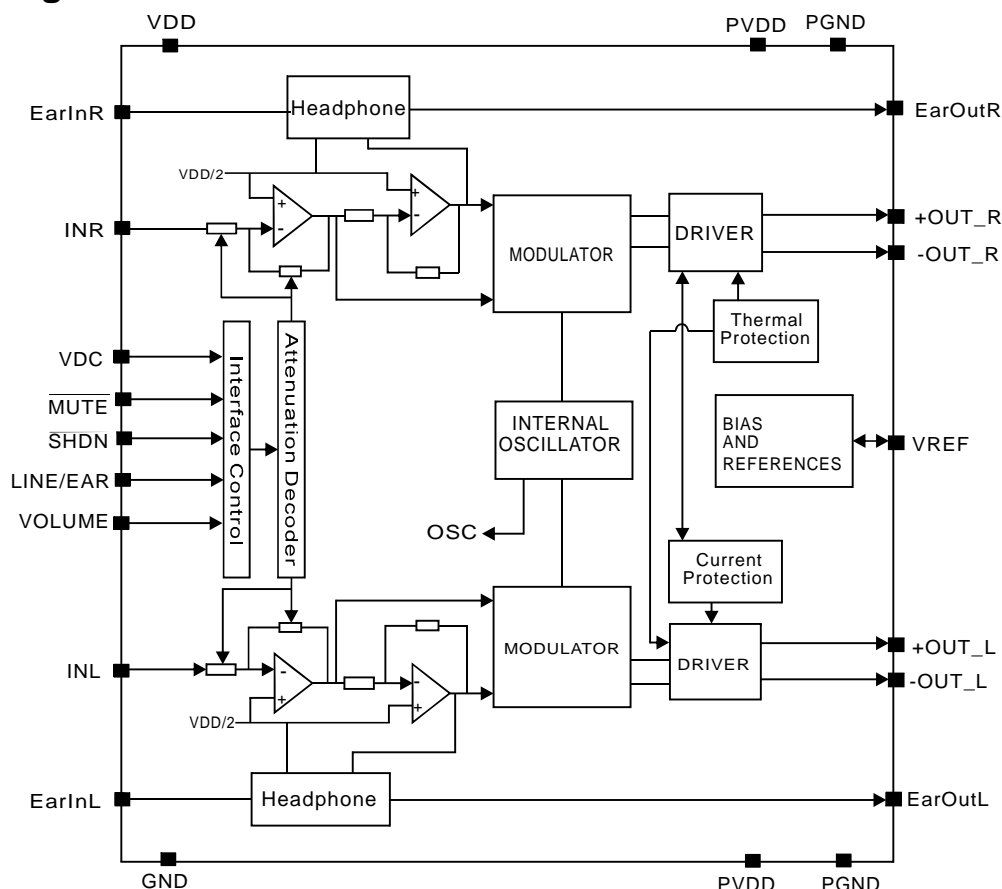 VDD
PVDD
PGND
EarInR
Headphone
EarOutR
VDD/2
+
-
+
-
INR
MODULATOR
DRIVER
+OUT_R
-OUT_R
Thermal
Protection
VDC
MUTE
SHDN
LINE/EAR
VOLUME
Interface Control
Attenuation Decoder
INTERNAL
OSCILLATOR
OSC
BIAS
AND
REFERENCES
VREF
Current
Protection
INL
-
+
-
+
VDD/2
MODULATOR
DRIVER
+OUT_L
-OUT_L
EarInL
Headphone
EarOutL
GND
PVDD
PGND